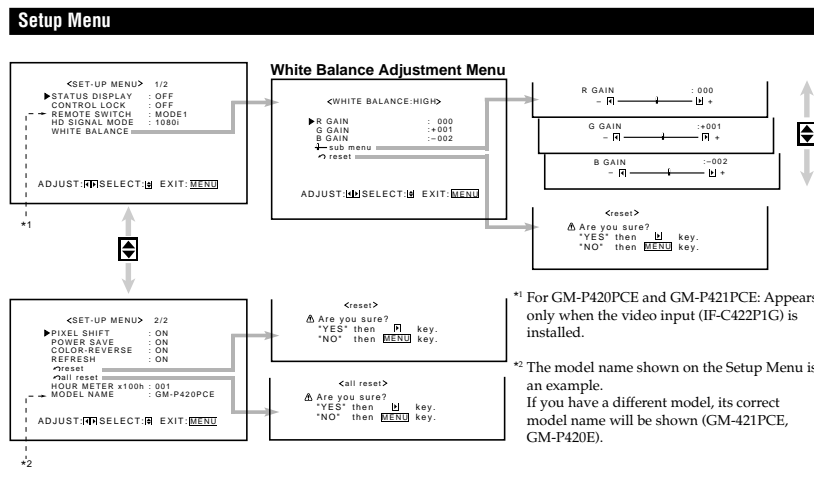 Setup Menu
<SET-UP MENU> 1/2
STATUS DISPLAY : OFF
CONTROL LOCK : OFF
REMOTE SWITCH : MODE1
HD SIGNAL MODE : 1080i
WHITE BALANCE
ADJUST: SELECT: EXIT: MENU
*1
White Balance Adjustment Menu
<WHITE BALANCE:HIGH>
R GAIN : 000
G GAIN :+001
B GAIN :-002
sub menu
reset
ADJUST: SELECT: EXIT: MENU
R GAIN : 000
- +
G GAIN :+001
- +
B GAIN :-002
- +
<reset>
Are you sure?
"YES" then key.
"NO" then MENU key.
<SET-UP MENU> 2/2
PIXEL SHIFT : ON
POWER SAVE : ON
COLOR-REVERSE : ON
REFRESH : ON
reset
all reset
HOUR METER x100h : 001
MODEL NAME : GM-P420PCE
ADJUST: SELECT: EXIT: MENU
*2
<reset>
Are you sure?
"YES" then key.
"NO" then MENU key.
<all reset>
Are you sure?
"YES" then key.
"NO" then MENU key.
*1 For GM-P420PCE and GM-P421PCE: Appears
only when the video input (IF-C422P1G) is
installed.
*2 The model name shown on the Setup Menu is
an example.
If you have a different model, its correct
model name will be shown (GM-421PCE,
GM-P420E).